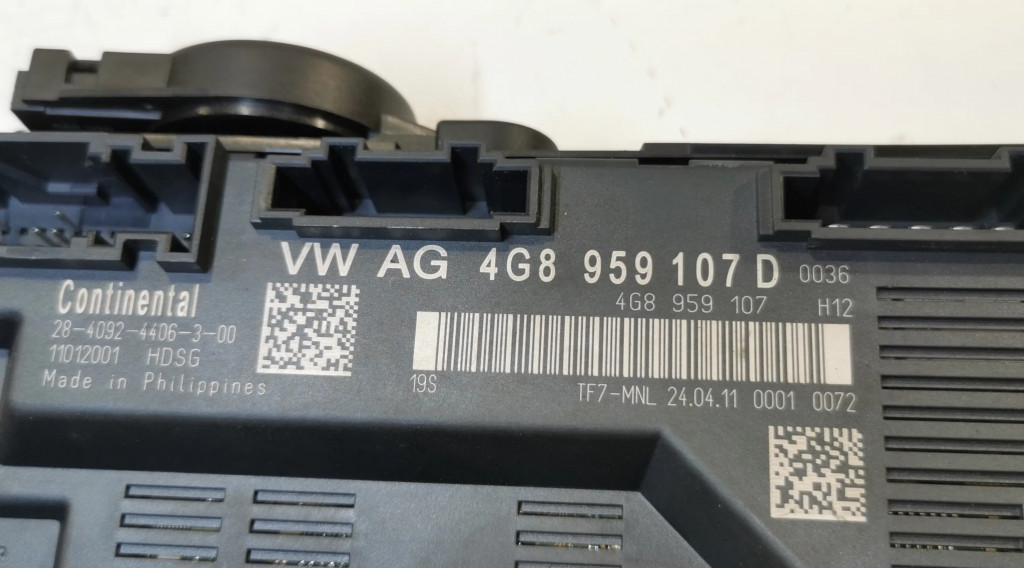 VW AG 4G8 959 107 D 0036
4G8 959 107 H12
Continental
28-4092-4406-3-00
11012001 HDSG
Made in Philippines
19S TF7-MNL 24.04.11 0001 0072